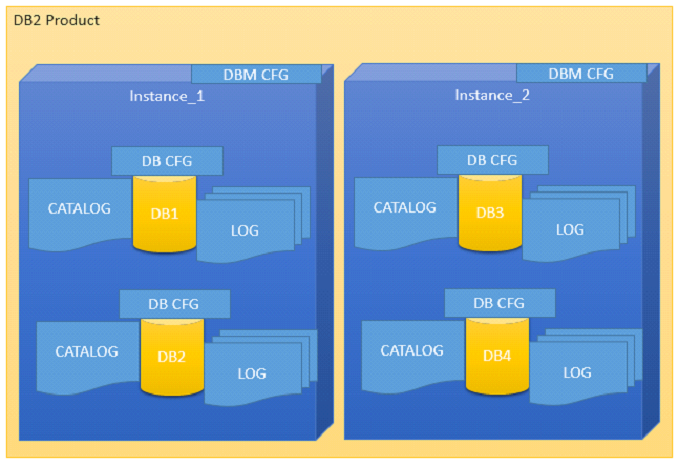 DB2 Product
DBM CFG
Instance_1
DB CFG
CATALOG
DB1
LOG
DB CFG
CATALOG
DB2
LOG
DBM CFG
Instance_2
DB CFG
CATALOG
DB3
LOG
DB CFG
CATALOG
DB4
LOG